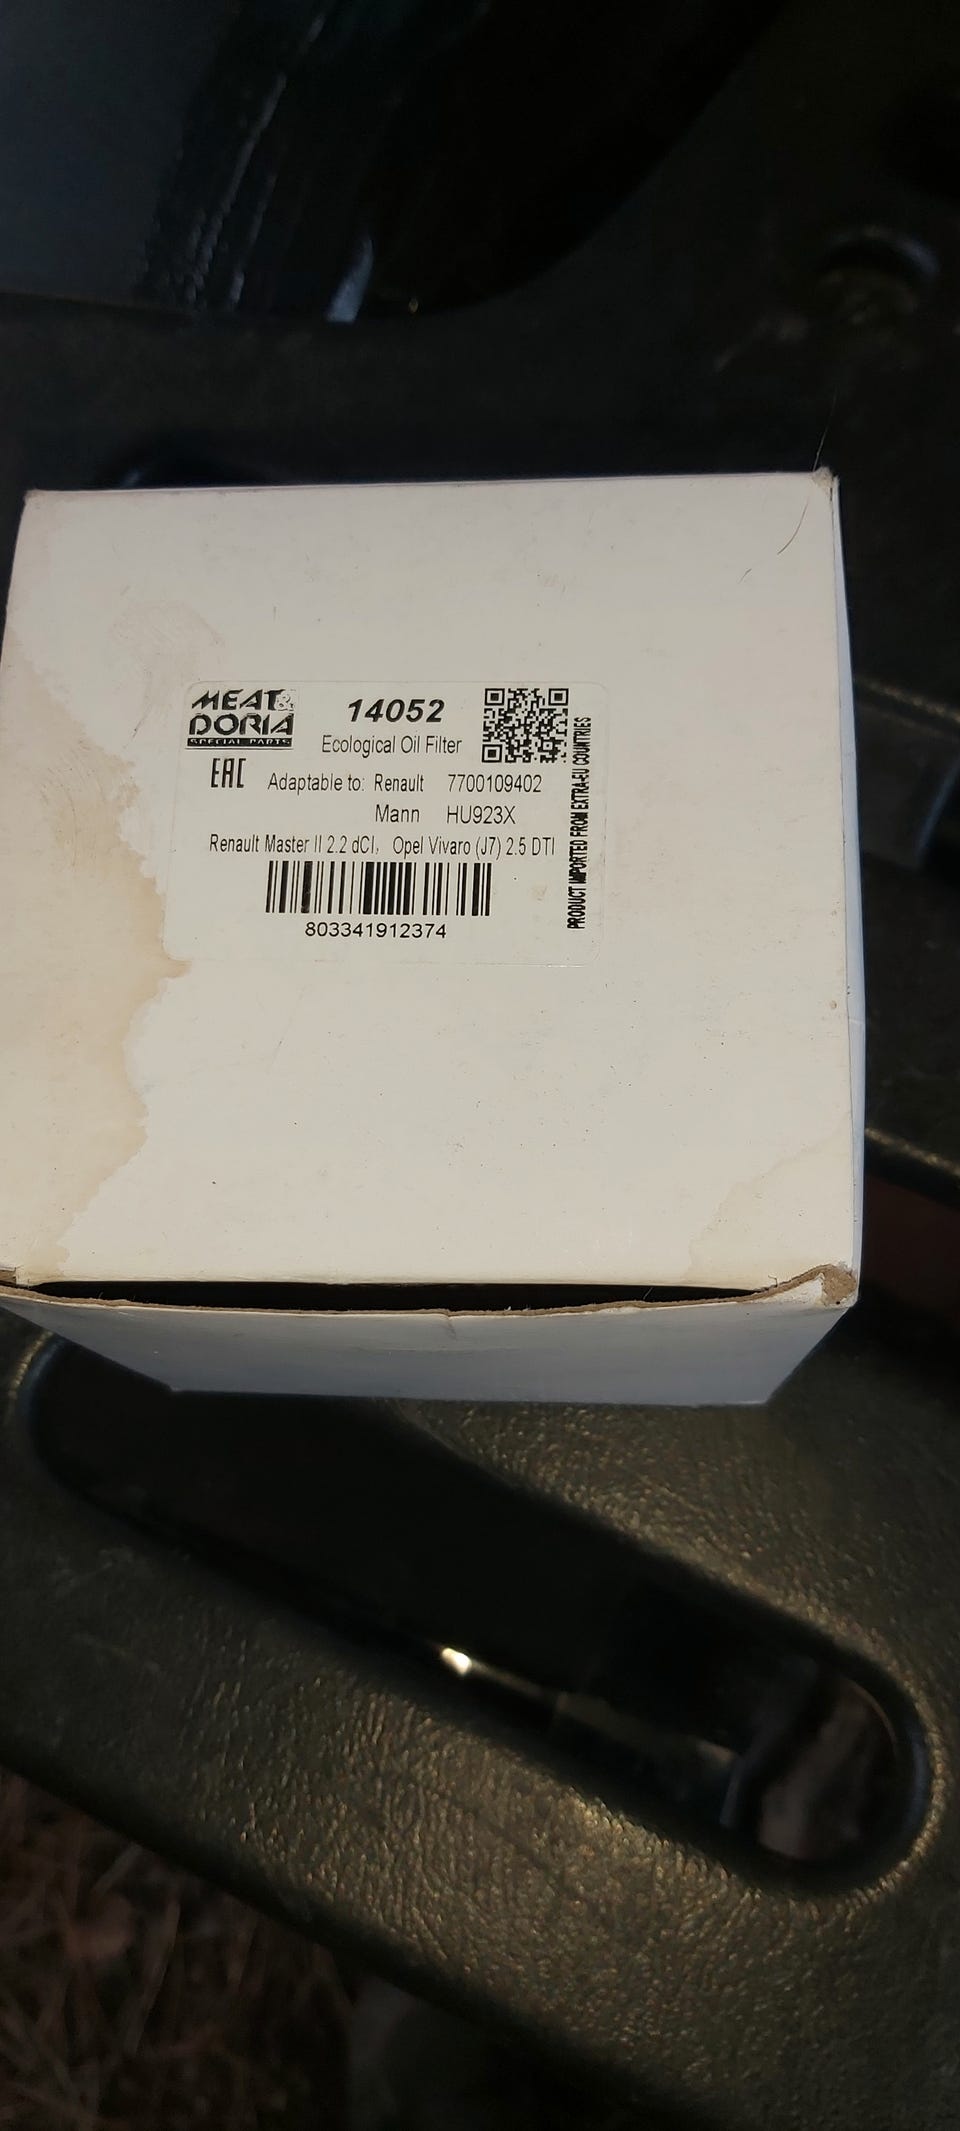 MEAT&
DORIA
SPECIAL PARTS
14052
Ecological Oil Filter
EAC
Adaptable to: Renault 7700109402
Mann HU923X
Renault Master II 2.2 dCI, Opel Vivaro (J7) 2.5 DTI
803341912374
PRODUCT IMPORTED FROM EXTRA-EU COUNTRIES